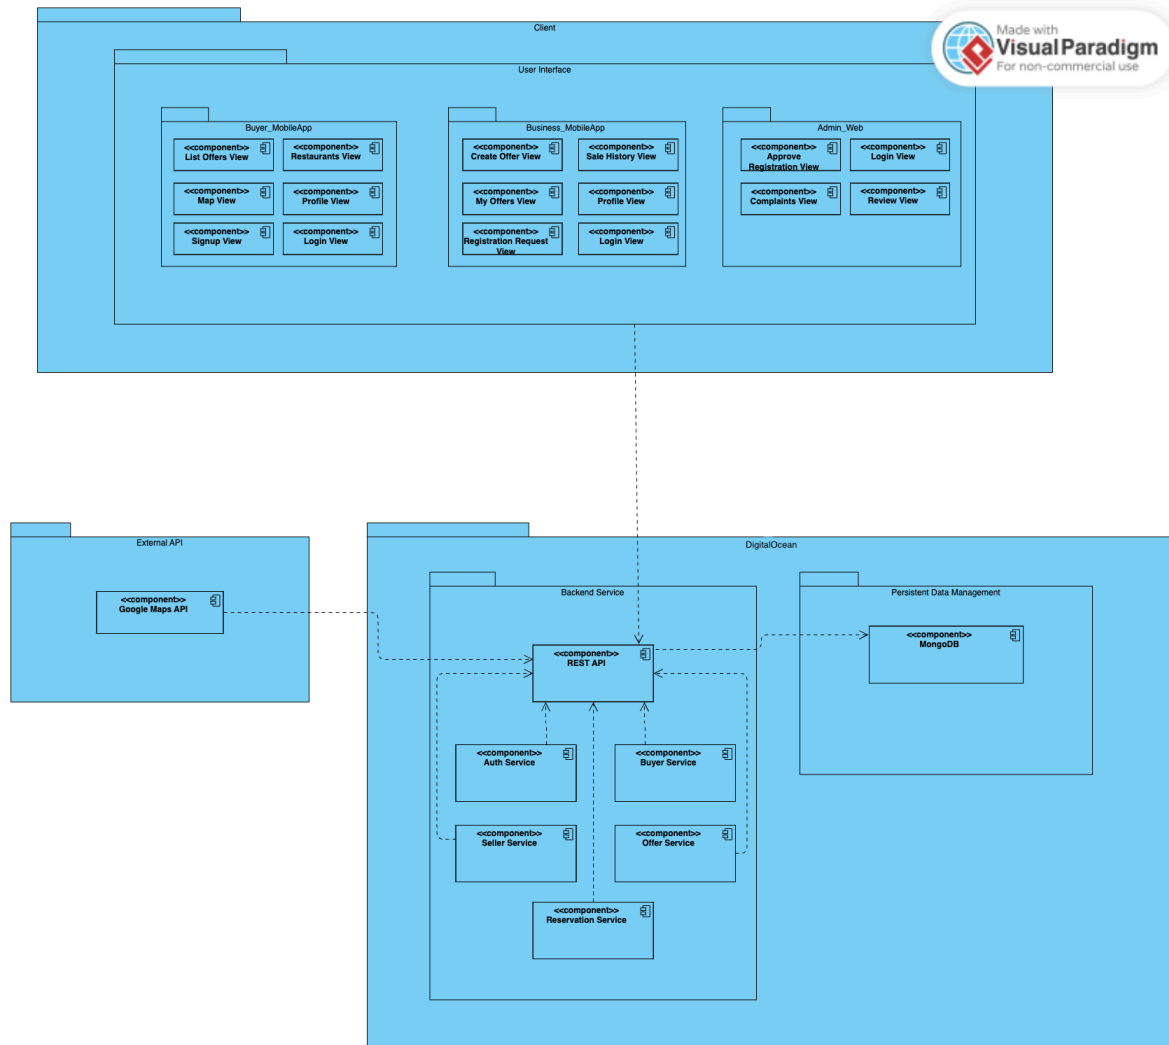 Client
Made with
Visual Paradigm
For non-commercial use
User Interface
Buyer_MobileApp
<<component>>
List Offers View
<<component>>
Restaurants View
<<component>>
Map View
<<component>>
Profile View
<<component>>
Signup View
<<component>>
Login View
Business_MobileApp
<<component>>
Create Offer View
<<component>>
Sale History View
<<component>>
My Offers View
<<component>>
Profile View
<<component>>
Registration Request
View
<<component>>
Login View
Admin_Web
<<component>>
Approve
Registration View
<<component>>
Login View
<<component>>
Complaints View
<<component>>
Review View
External API
<<component>>
Google Maps API
DigitalOcean
Backend Service
<<component>>
REST API
<<component>>
Auth Service
<<component>>
Buyer Service
<<component>>
Seller Service
<<component>>
Offer Service
<<component>>
Reservation Service
Persistent Data Management
<<component>>
MongoDB